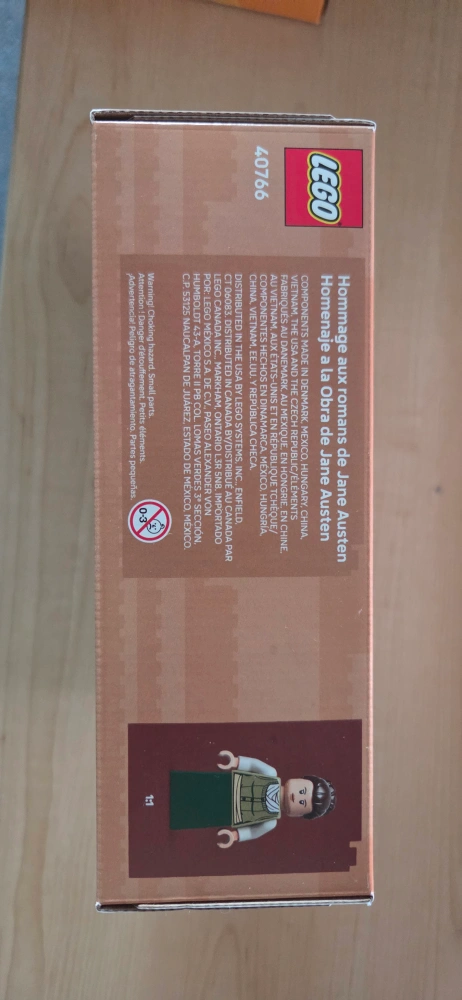 LEGO
40766
Hommage aux romans de Jane Austen
Homenaje a la Obra de Jane Austen
COMPONENTS MADE IN DENMARK, MEXICO, HUNGARY, CHINA,
VIETNAM, THE USA AND THE CZECH REPUBLIC/ÉLÉMENTS
FABRIQUÉS AU DANEMARK, AU MEXIQUE, EN HONGRIE, EN CHINE,
AU VIETNAM, AUX ÉTATS-UNIS ET EN RÉPUBLIQUE TCHÈQUE/
COMPONENTES HECHOS EN DINAMARCA, MÉXICO, HUNGRÍA,
CHINA, VIETNAM, EE.UU. Y REPÚBLICA CHECA.
DISTRIBUTED IN THE USA BY LEGO SYSTEMS, INC., ENFIELD,
CT 06083. DISTRIBUTED IN CANADA BY/DISTRIBUÉ AU CANADA PAR
LEGO CANADA INC., MARKHAM, ONTARIO L3R 5N8. IMPORTADO
POR: LEGO MÉXICO S.A. DE C.V., PASEO ALEXANDER VON
HUMBOLDT 43-A, TORRE II PB, COL. LOMAS VERDES 3ª SECCIÓN,
C.P. 53125 NAUCALPAN DE JUÁREZ, ESTADO DE MÉXICO, MÉXICO.
Warning! Choking hazard. Small parts.
Attention! Danger d'étouffement. Petits éléments.
¡Advertencia! Peligro de atragantamiento. Partes pequeñas.
0-3
1:1